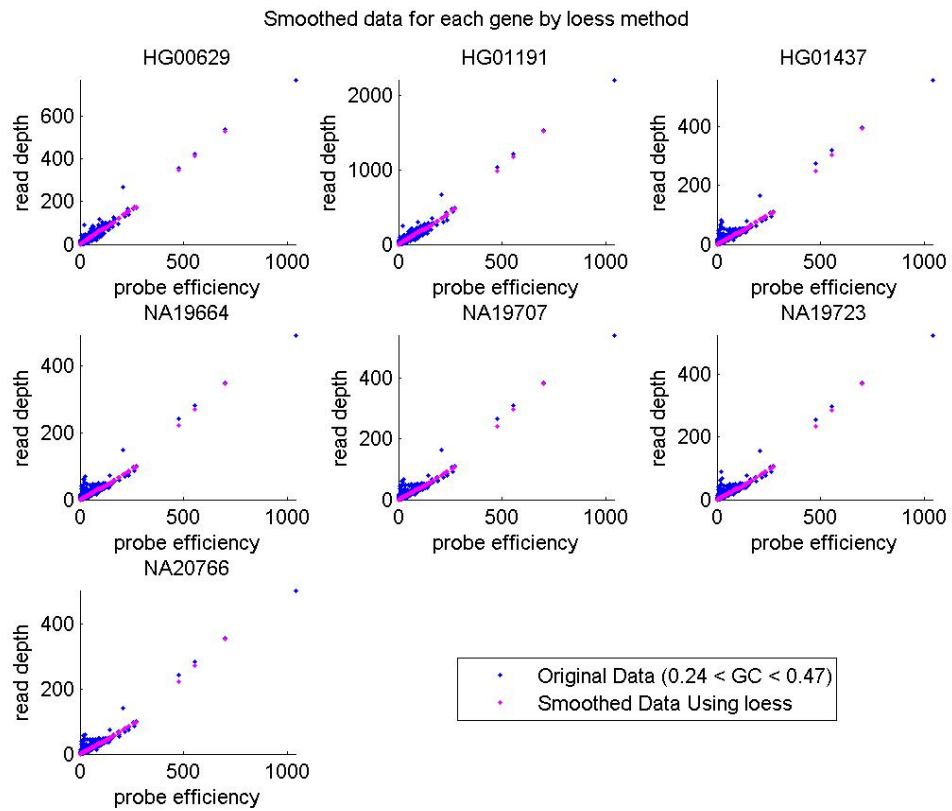 Smoothed data for each gene by loess method
HG00629
read depth
600
400
200
0
0 500 1000
probe efficiency
HG01191
read depth
2000
1000
0
0 500 1000
probe efficiency
HG01437
read depth
400
200
0
0 500 1000
probe efficiency
NA19664
read depth
400
200
0
0 500 1000
probe efficiency
NA19707
read depth
400
200
0
0 500 1000
probe efficiency
NA19723
read depth
400
200
0
0 500 1000
probe efficiency
NA20766
read depth
400
200
0
0 500 1000
probe efficiency
Original Data (0.24 < GC < 0.47)
Smoothed Data Using loess